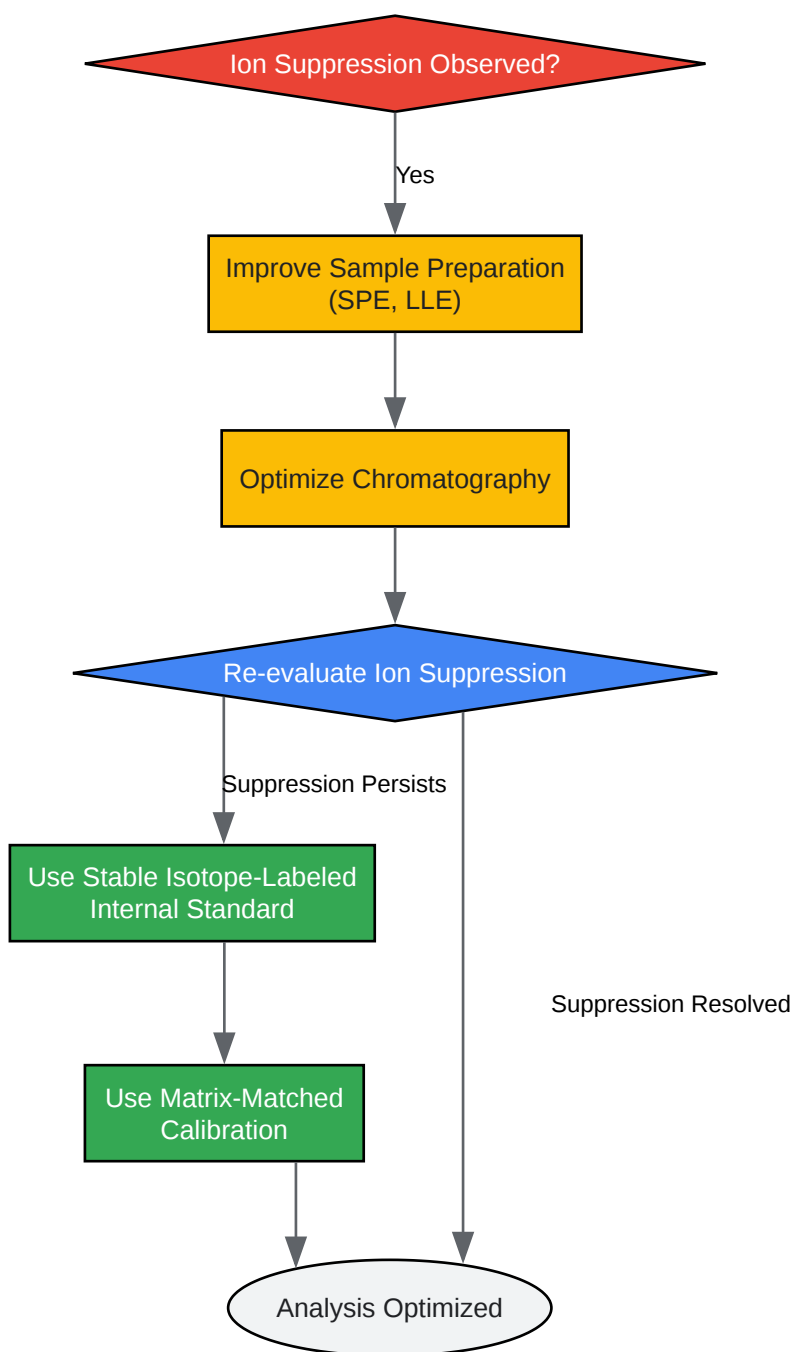 Ion Suppression Observed?
Yes
Improve Sample Preparation
(SPE, LLE)
Optimize Chromatography
Re-evaluate Ion Suppression
Suppression Persists
Use Stable Isotope-Labeled
Internal Standard
Suppression Resolved
Use Matrix-Matched
Calibration
Analysis Optimized